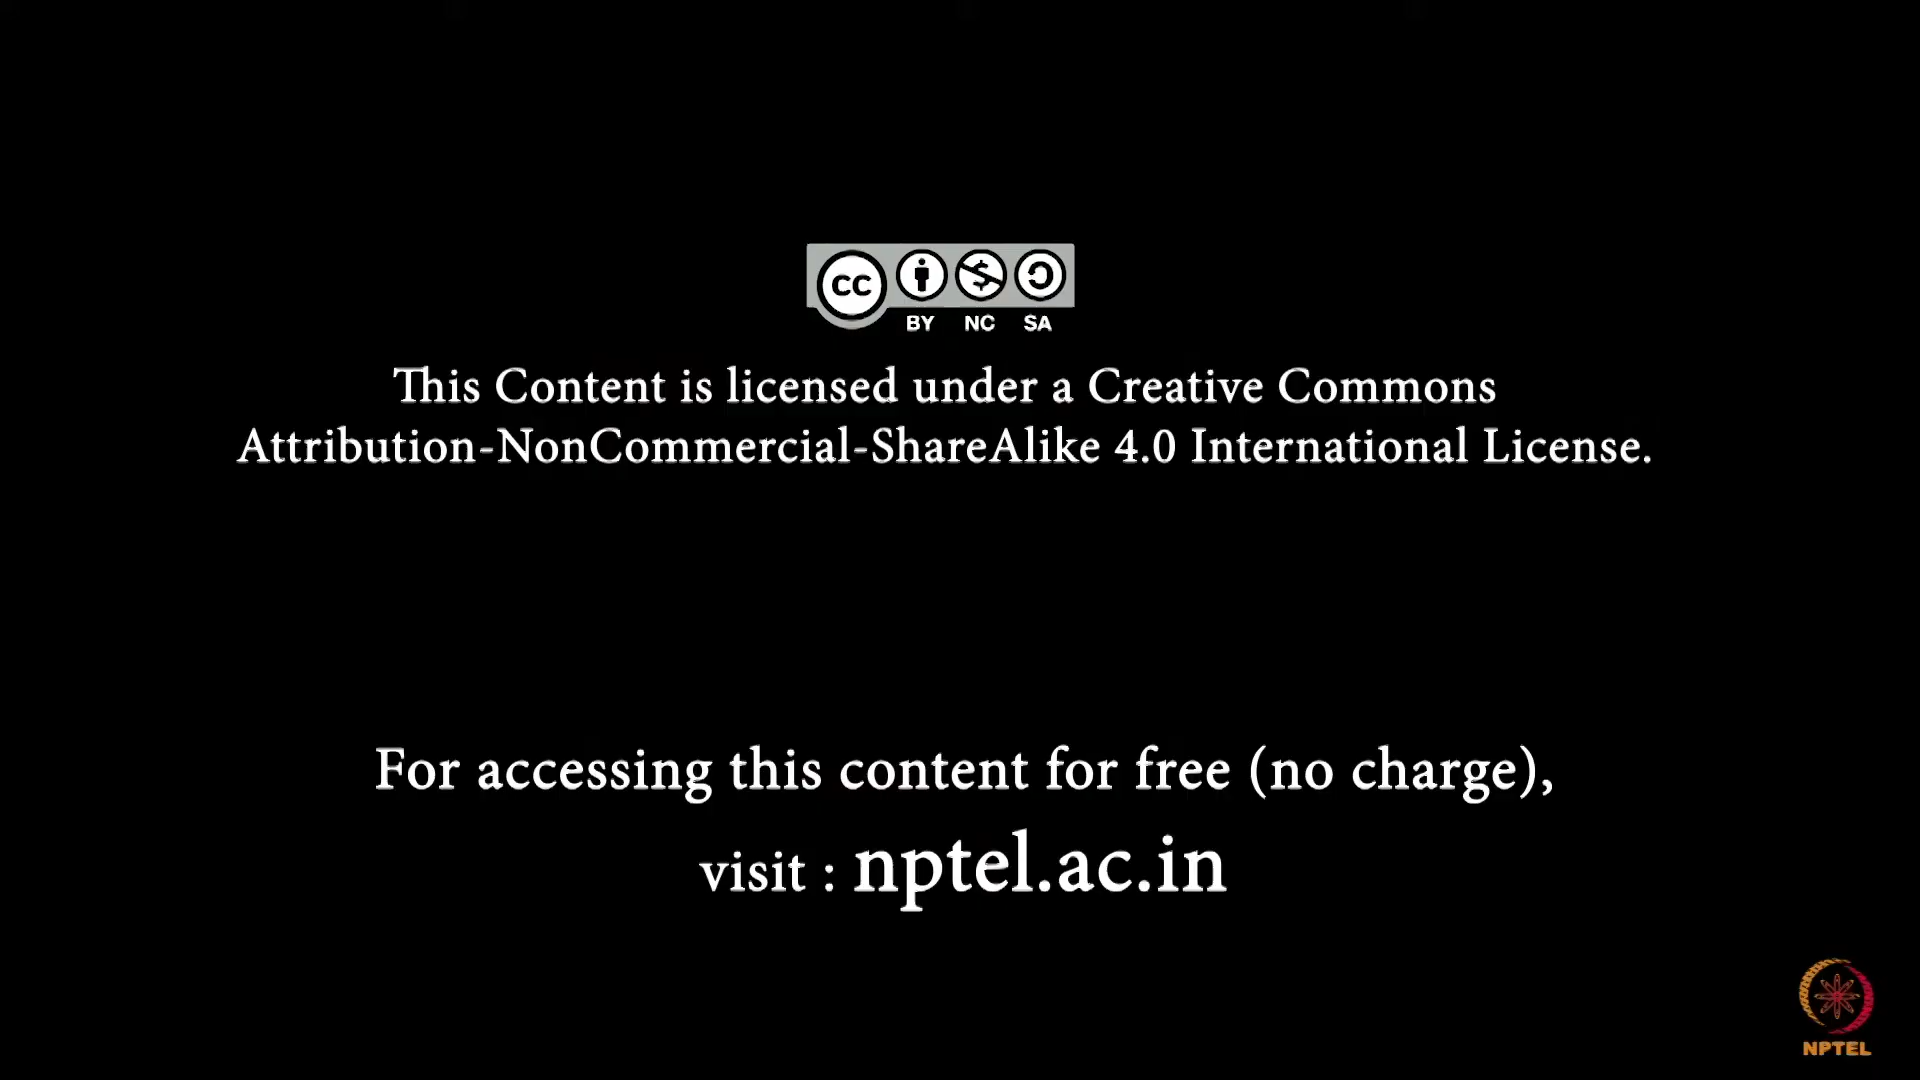 cc
BY NC SA
This Content is licensed under a Creative Commons
Attribution-NonCommercial-ShareAlike 4.0 International License.
For accessing this content for free (no charge),
visit : nptel.ac.in
NPTEL